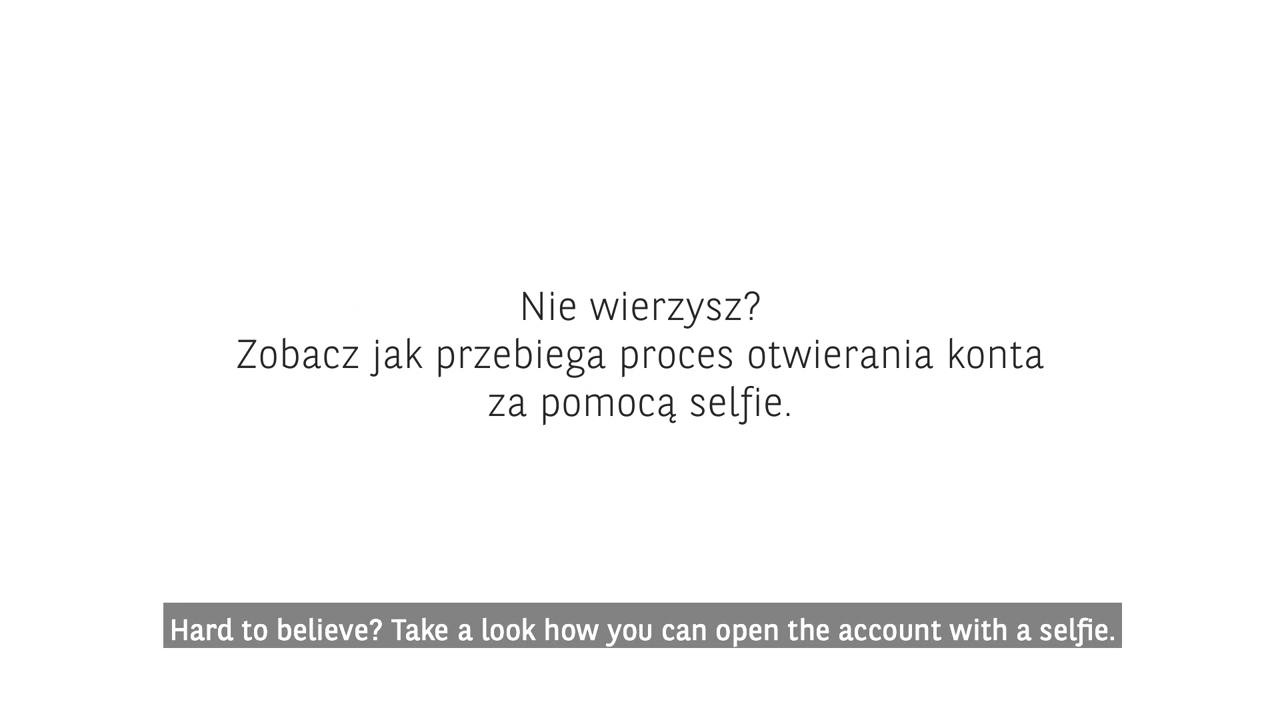 Nie wierzysz?
Zobacz jak przebiega proces otwierania konta
za pomocą selfie.
Hard to believe? Take a look how you can open the account with a selfie.